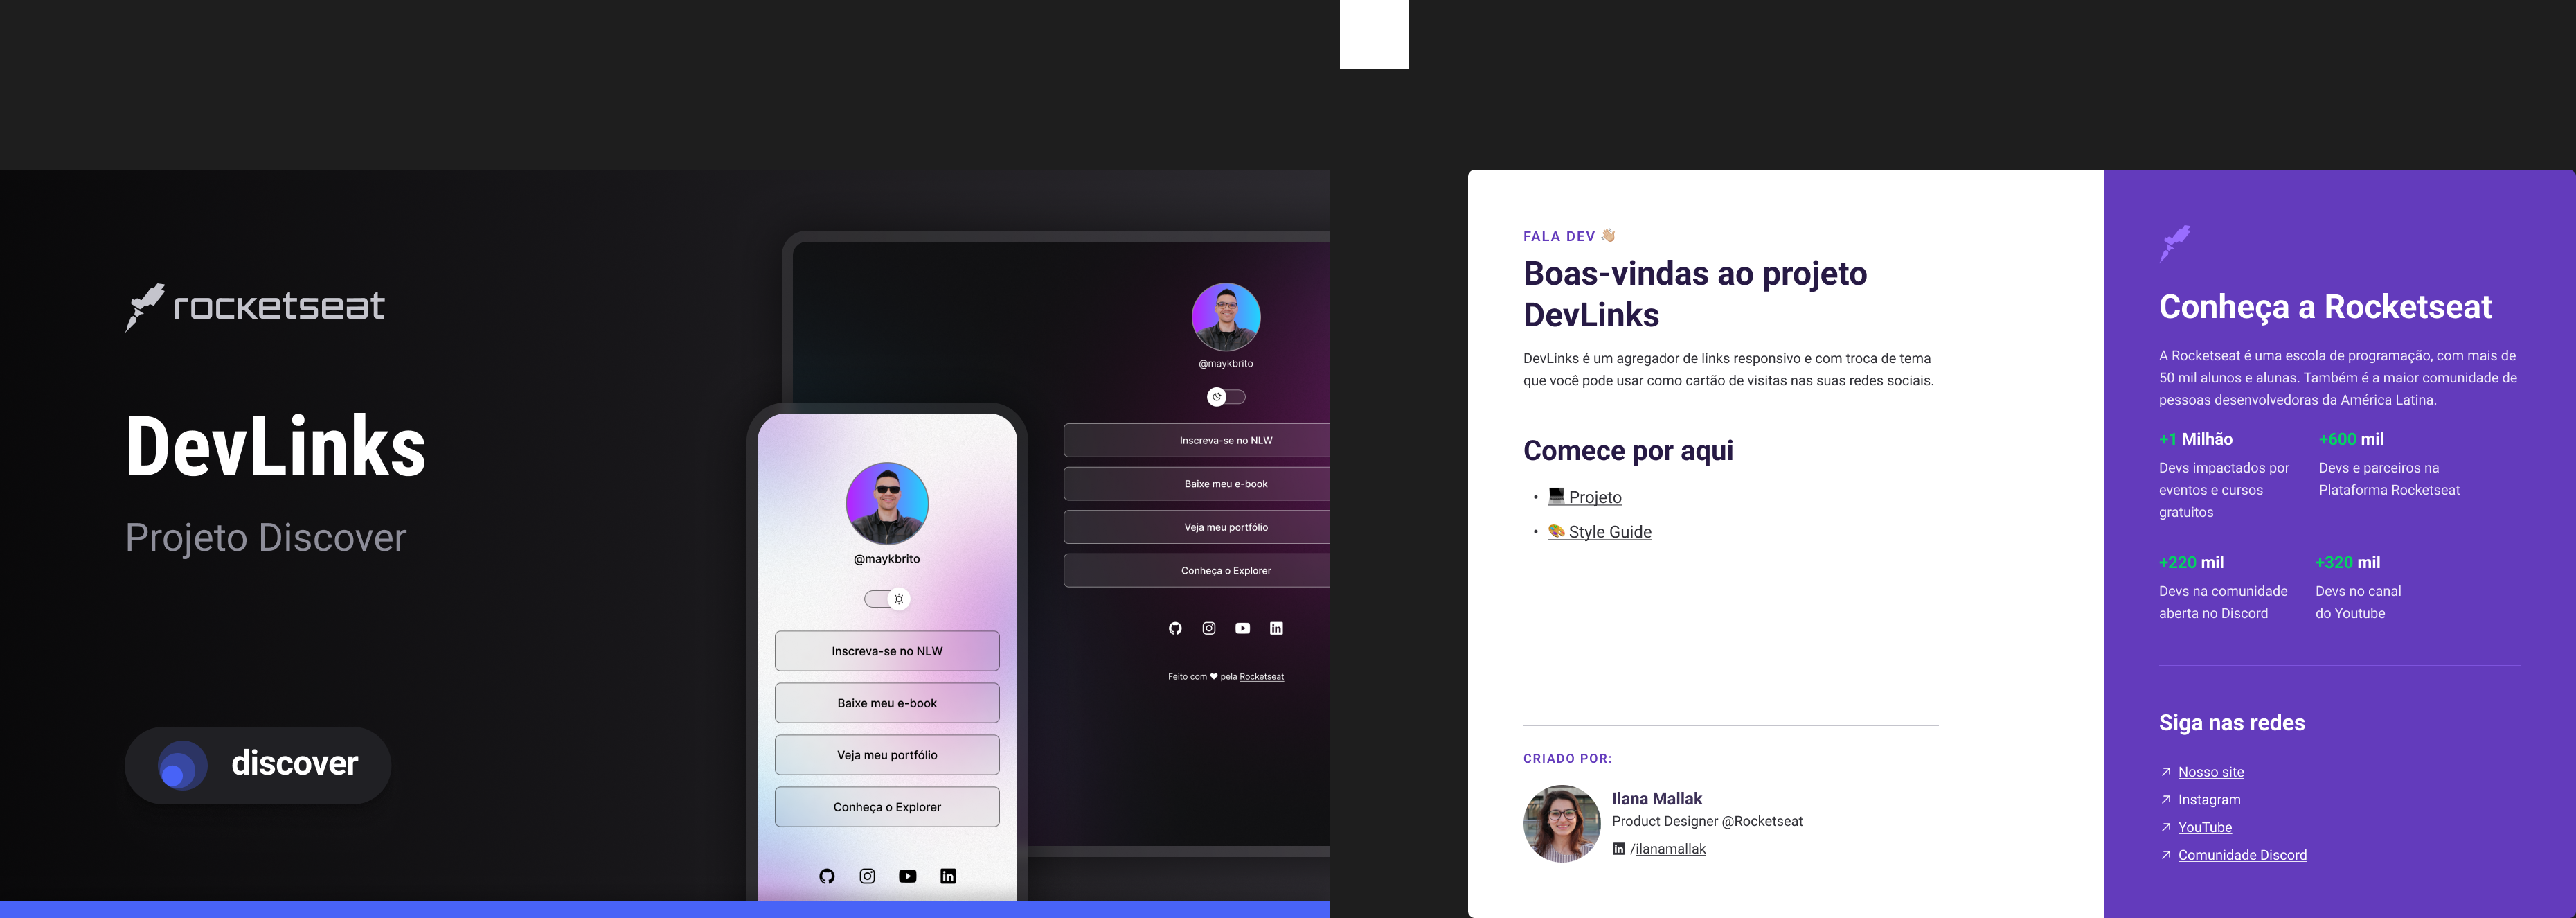 rocketseat
DevLinks
Projeto Discover
discover
@maykbrito
Inscreva-se no NLW
Baixe meu e-book
Veja meu portfólio
Conheça o Explorer
@maykbrito
Inscreva-se no NLW
Baixe meu e-book
Veja meu portfólio
Conheça o Explorer
Feito com ♥ pela Rocketseat
FALA DEV 👋🏼
Boas-vindas ao projeto
DevLinks
DevLinks é um agregador de links responsivo e com troca de tema
que você pode usar como cartão de visitas nas suas redes sociais.
Comece por aqui
• 💻 Projeto
• 🎨 Style Guide
CRIADO POR:
Ilana Mallak
Product Designer @Rocketseat
/ilanamallak
Conheça a Rocketseat
A Rocketseat é uma escola de programação, com mais de
50 mil alunos e alunas. Também é a maior comunidade de
pessoas desenvolvedoras da América Latina.
+1 Milhão
Devs impactados por
eventos e cursos
gratuitos
+600 mil
Devs e parceiros na
Plataforma Rocketseat
+220 mil
Devs na comunidade
aberta no Discord
+320 mil
Devs no canal
do Youtube
Siga nas redes
↗ Nosso site
↗ Instagram
↗ YouTube
↗ Comunidade Discord